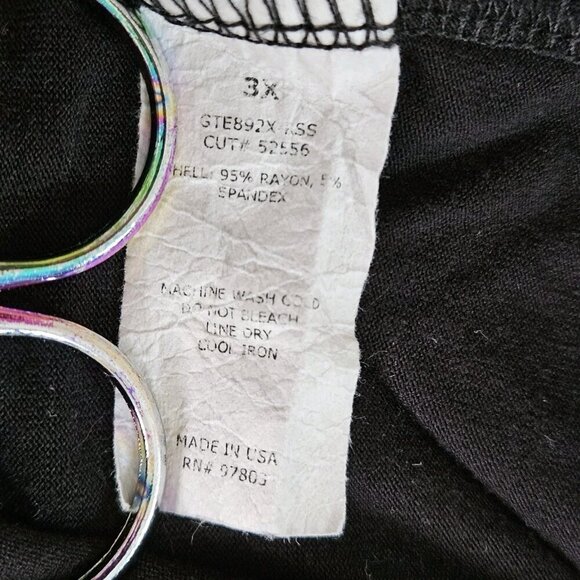 3X
GTE892X-RSS
CUT# 52556
SHELL: 95% RAYON, 5%
SPANDEX
MACHINE WASH COLD
DO NOT BLEACH
LINE DRY
COOL IRON
MADE IN USA
RN# 97803